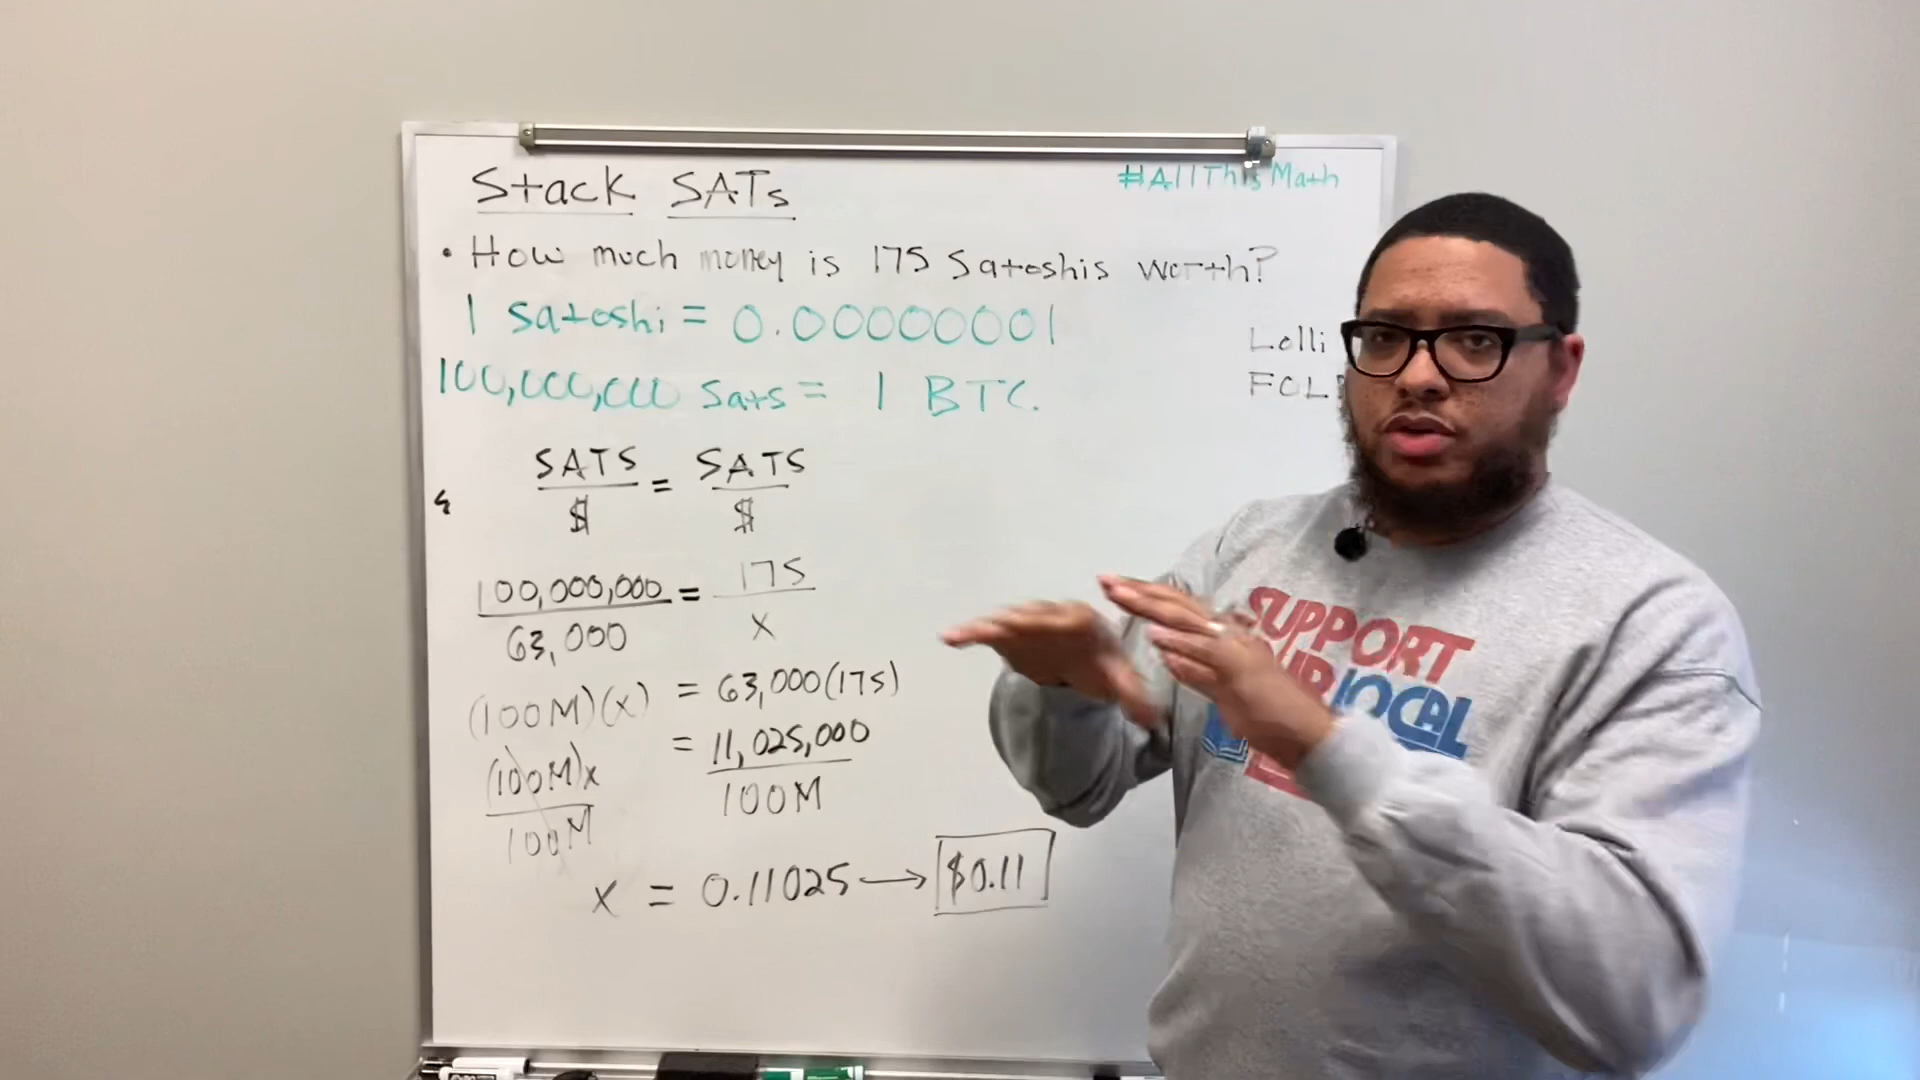 Stack SATs
#AllThisMath
• How much money is 175 Satoshis worth?
1 Satoshi = 0.00000001
100,000,000 Sats = 1 BTC.
Lolli
FOL
SATS = SATS
$ $
100,000,000 = 175
63,000 x
(100M)(x) = 63,000(175)
(100M)x = 11,025,000
100M 100M
x = 0.11025 → $0.11
SUPPORT
LOCAL